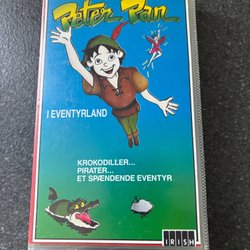 Peter Pan
I EVENTYRLAND
KROKODILLER...
PIRATER...
ET SPÆNDENDE EVENTYR
IRISH